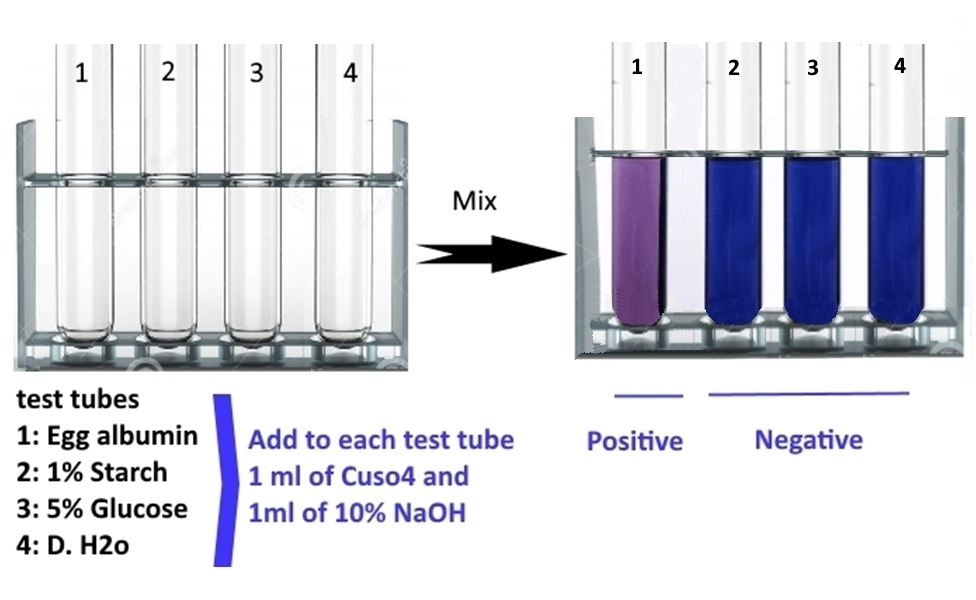 1 2 3 4
1 2 3 4
Mix
test tubes
1: Egg albumin
2: 1% Starch
3: 5% Glucose
4: D. H2o
Add to each test tube
1 ml of Cuso4 and
1ml of 10% NaOH
Positive
Negative